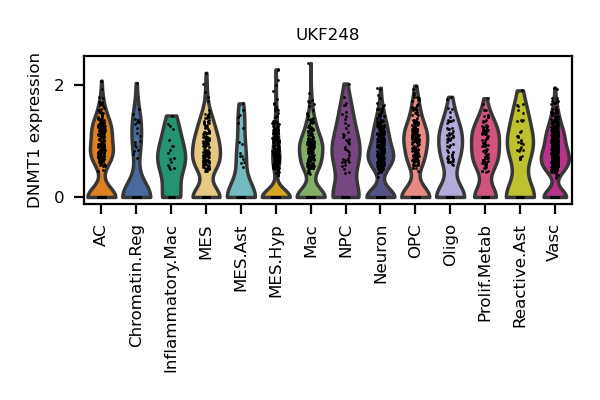 UKF248
DNMT1 expression
2
0
AC
Chromatin.Reg
Inflammatory.Mac
MES
MES.Ast
MES.Hyp
Mac
NPC
Neuron
OPC
Oligo
Prolif.Metab
Reactive.Ast
Vasc